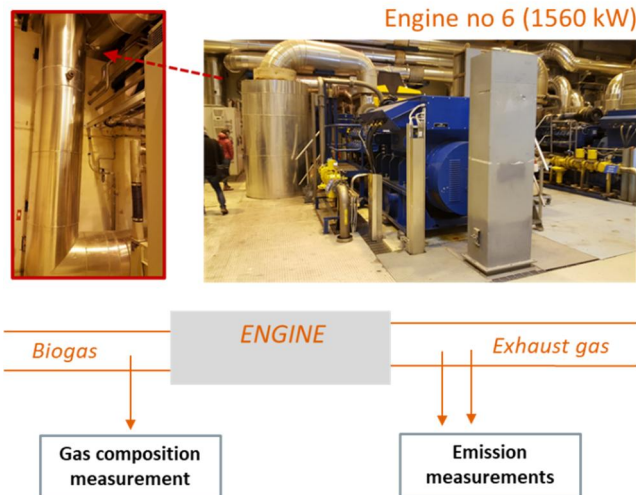 Engine no 6 (1560 kW)
Biogas
ENGINE
Exhaust gas
Gas composition
measurement
Emission
measurements